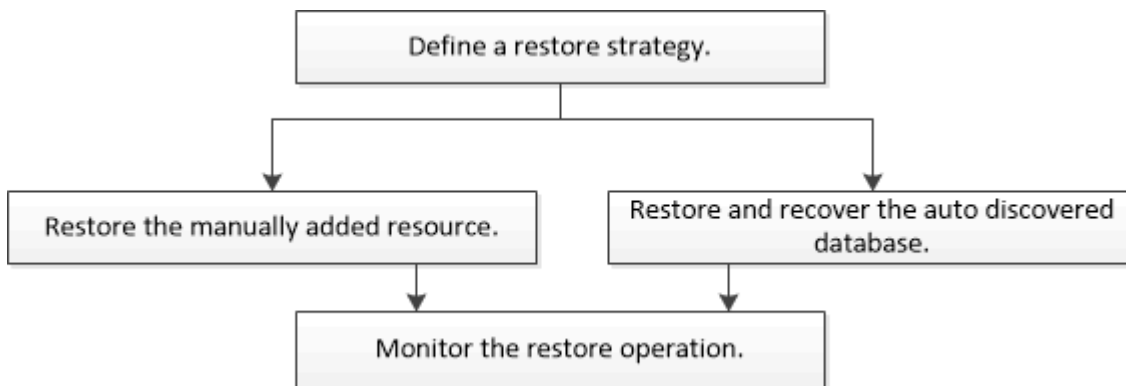 Define a restore strategy.
Restore the manually added resource.
Restore and recover the auto discovered
database.
Monitor the restore operation.